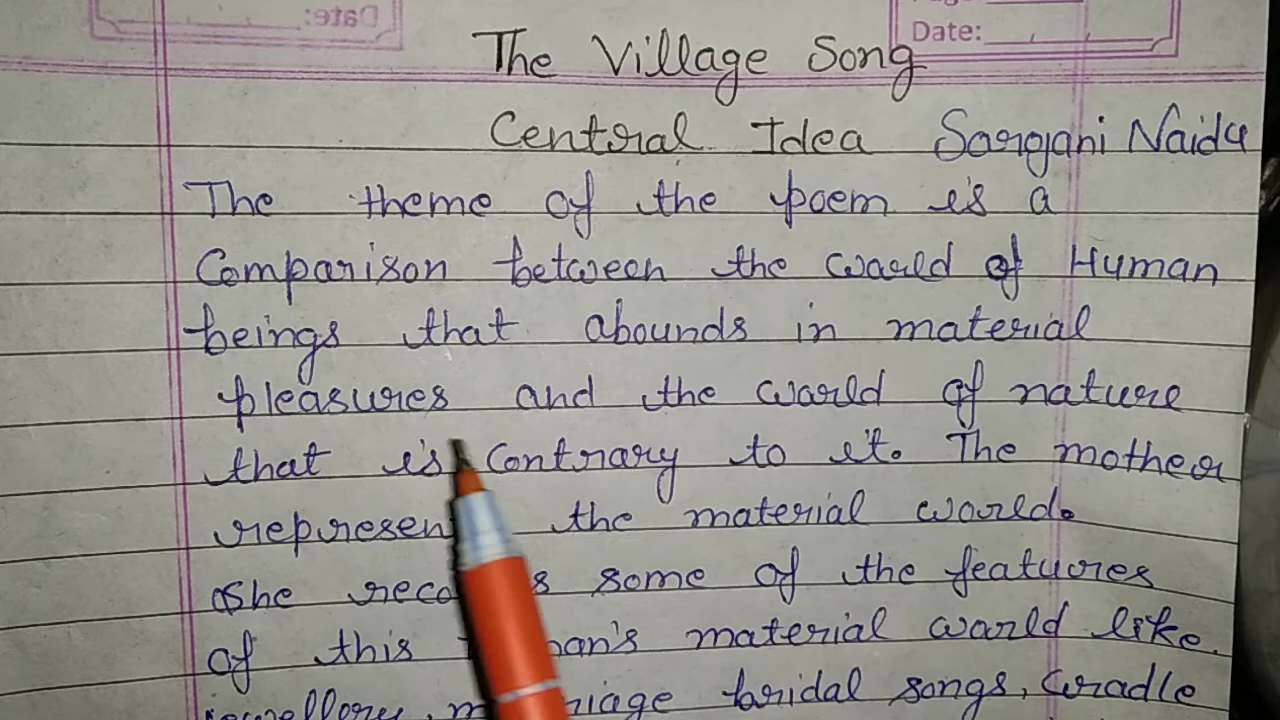 Date:
Date:
The Village Song
Central Idea Sarojani Naidu
The theme of the poem is a
Comparison between the world of Human
beings that abounds in material
pleasures and the world of nature
that is contrary to it. The mother
represen the material world.
She reco s some of the features
of this man's material world like.
jewellery, m riage bridal songs, Cradle